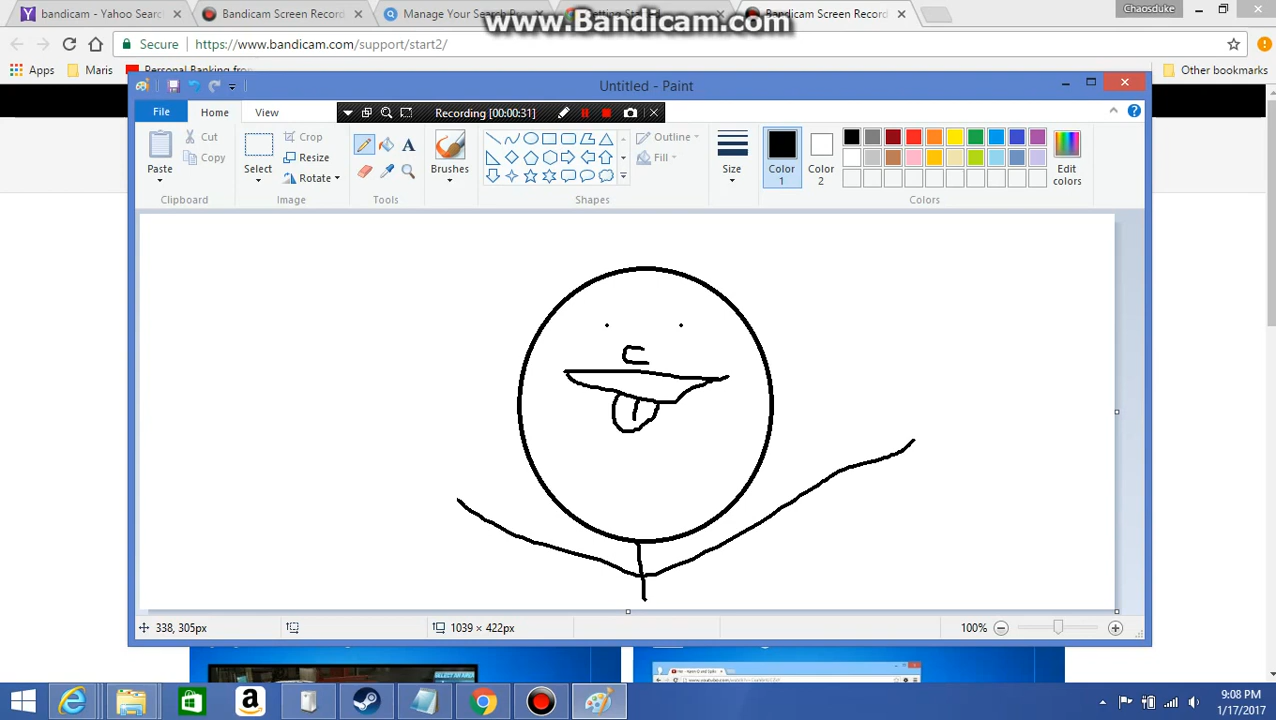 www.Bandicam.com
bandicam - Yahoo Sear
Bandicam Screen Record
Manage Your Search
Bandicam Screen Record
Chaosduke
Secure
https://www.bandicam.com/support/start2/
Apps
Maris
Personal Banking fro
Other bookmarks
Untitled - Paint
File
Home
View
Recording [00:00:31]
Paste
Cut
Copy
Clipboard
Select
Crop
Resize
Rotate
Image
Tools
A
Brushes
Outline
Fill
Shapes
Size
Color 1
Color 2
Edit colors
Colors
338, 305px
1039 × 422px
100%
9:08 PM
1/17/2017